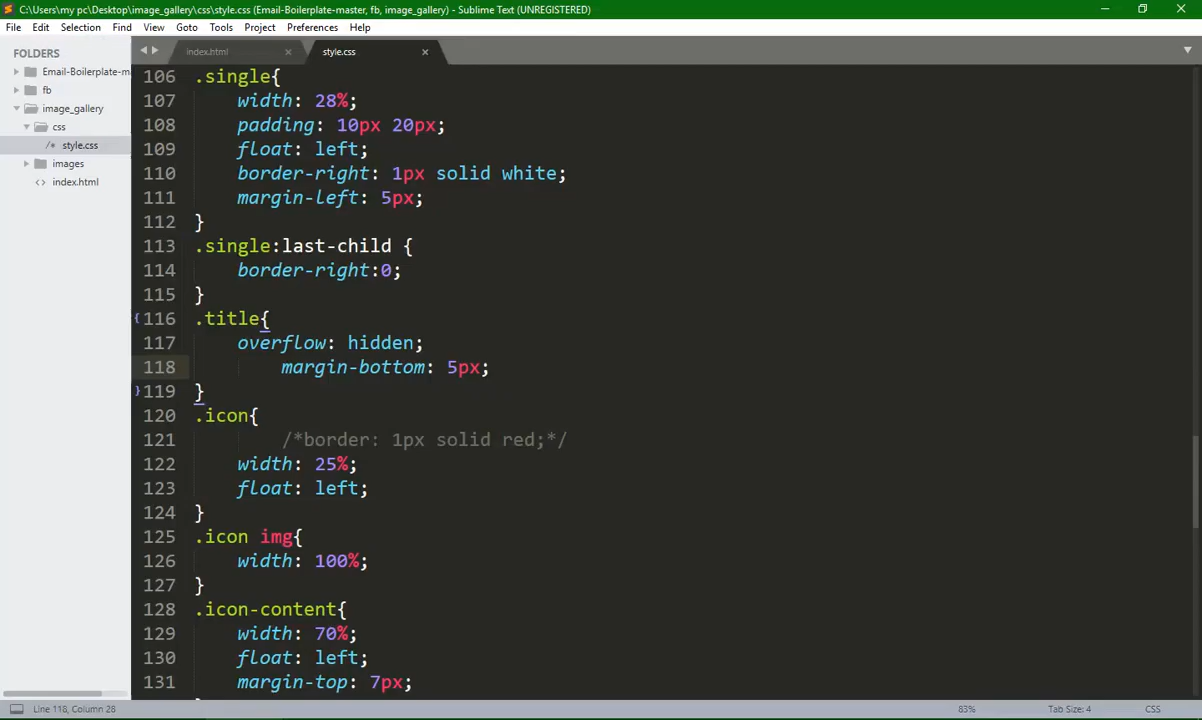 C:\Users\my pc\Desktop\image_gallery\css\style.css (Email-Boilerplate-master, fb, image_gallery) - Sublime Text (UNREGISTERED)
File Edit Selection Find View Goto Tools Project Preferences Help
FOLDERS
Email-Boilerplate-m
fb
image_gallery
css
/* style.css
images
<> index.html
index.html
style.css
106 .single{
107 width: 28%;
108 padding: 10px 20px;
109 float: left;
110 border-right: 1px solid white;
111 margin-left: 5px;
112 }
113 .single:last-child {
114 border-right:0;
115 }
116 .title{
117 overflow: hidden;
118 margin-bottom: 5px;
119 }
120 .icon{
121 /*border: 1px solid red;*/
122 width: 25%;
123 float: left;
124 }
125 .icon img{
126 width: 100%;
127 }
128 .icon-content{
129 width: 70%;
130 float: left;
131 margin-top: 7px;
Line 118, Column 28
83%
Tab Size: 4
CSS